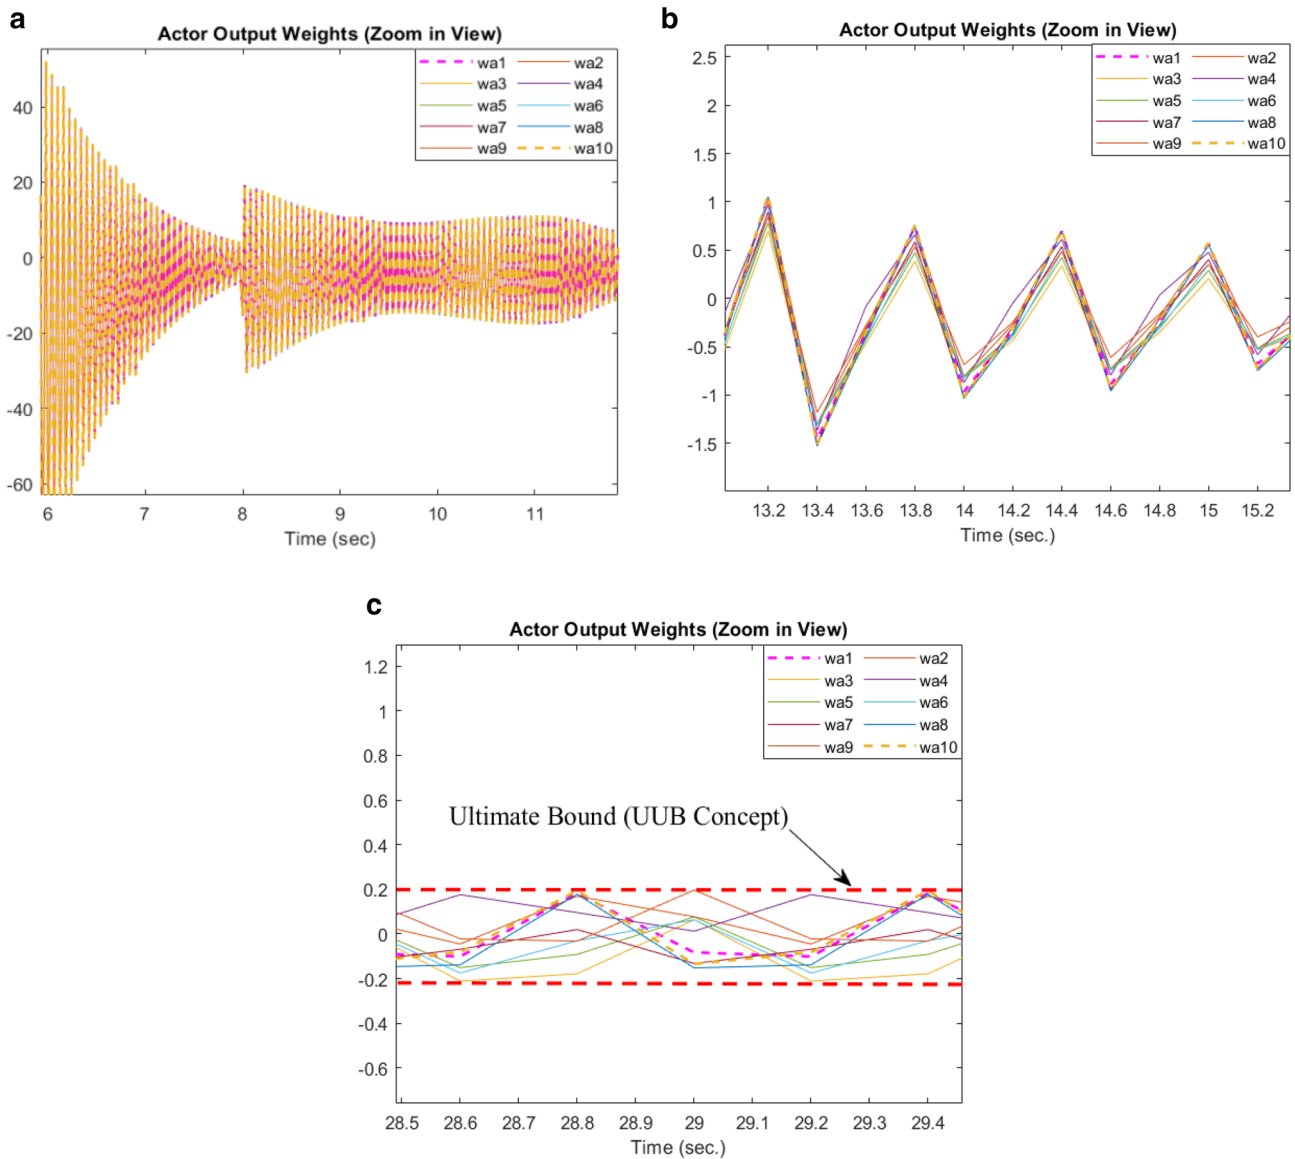 a
Actor Output Weights (Zoom in View)
wa1 wa2
wa3 wa4
wa5 wa6
wa7 wa8
wa9 wa10
40
20
0
-20
-40
-60
6 7 8 9 10 11
Time (sec)
b
Actor Output Weights (Zoom in View)
wa1 wa2
wa3 wa4
wa5 wa6
wa7 wa8
wa9 wa10
2.5
2
1.5
1
0.5
0
-0.5
-1
-1.5
13.2 13.4 13.6 13.8 14 14.2 14.4 14.6 14.8 15 15.2
Time (sec.)
c
Actor Output Weights (Zoom in View)
wa1 wa2
wa3 wa4
wa5 wa6
wa7 wa8
wa9 wa10
1.2
1
0.8
0.6
Ultimate Bound (UUB Concept)
0.4
0.2
0
-0.2
-0.4
-0.6
28.5 28.6 28.7 28.8 28.9 29 29.1 29.2 29.3 29.4
Time (sec.)